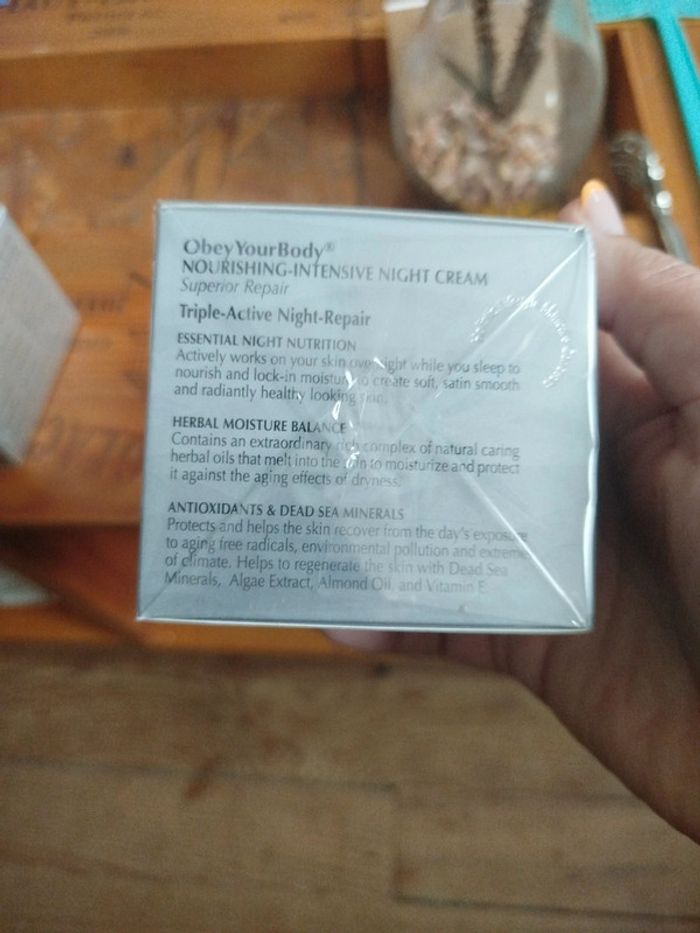 ObeyYourBody®
NOURISHING-INTENSIVE NIGHT CREAM
Superior Repair
Triple-Active Night-Repair
ESSENTIAL NIGHT NUTRITION
Actively works on your skin overnight while you sleep to
nourish and lock-in moisture to create soft, satin smooth
and radiantly healthy looking skin.
HERBAL MOISTURE BALANCE
Contains an extraordinary rich complex of natural caring
herbal oils that melt into the skin to moisturize and protect
it against the aging effects of dryness.
ANTIOXIDANTS & DEAD SEA MINERALS
Protects and helps the skin recover from the day's exposure
to aging free radicals, environmental pollution and extreme
of climate. Helps to regenerate the skin with Dead Sea
Minerals, Algae Extract, Almond Oil, and Vitamin E.